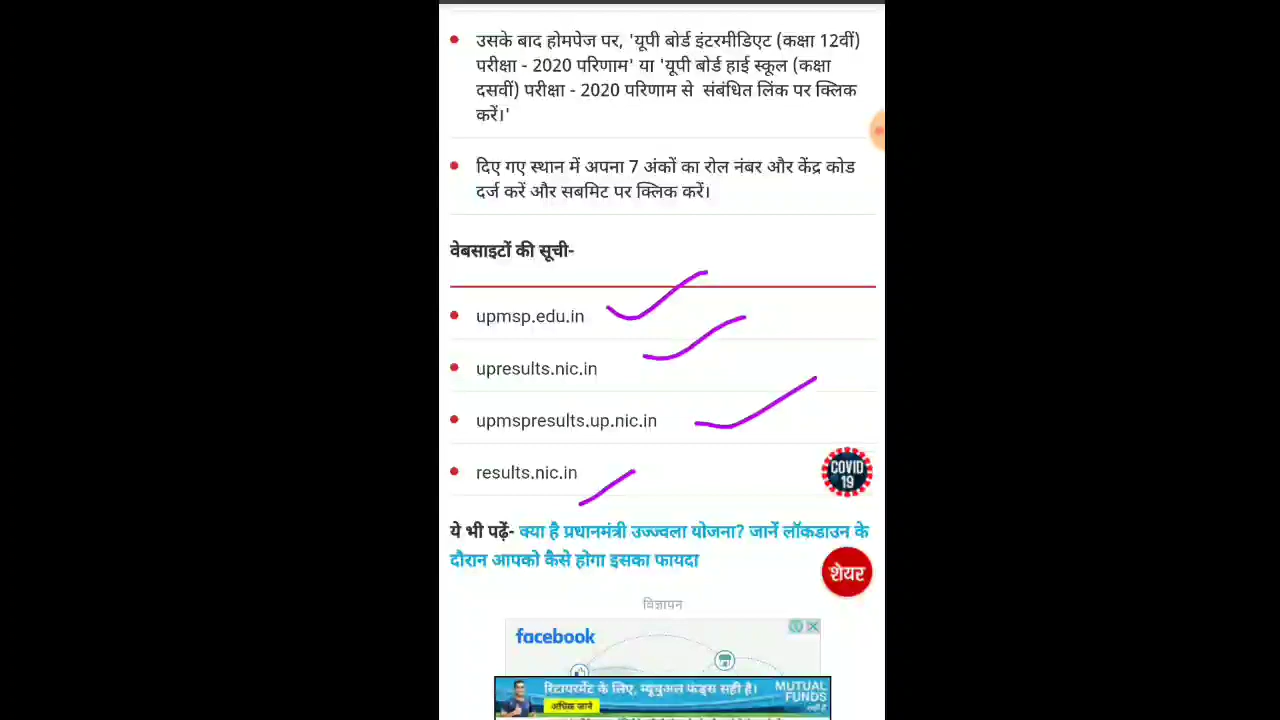 उसके बाद होमपेज पर, 'यूपी बोर्ड इंटरमीडिएट (कक्षा 12वीं)
परीक्षा - 2020 परिणाम' या 'यूपी बोर्ड हाई स्कूल (कक्षा
दसवीं) परीक्षा - 2020 परिणाम से संबंधित लिंक पर क्लिक
करें।'
दिए गए स्थान में अपना 7 अंकों का रोल नंबर और केंद्र कोड
दर्ज करें और सबमिट पर क्लिक करें।
वेबसाइटों की सूची-
upmsp.edu.in
upresults.nic.in
upmspresults.up.nic.in
results.nic.in
COVID
19
ये भी पढ़ें- क्या है प्रधानमंत्री उज्ज्वला योजना? जानें लॉकडाउन के
दौरान आपको कैसे होगा इसका फायदा
शेयर
विज्ञापन
facebook
रिटायरमेंट के लिए, म्यूचुअल फंड्स सही है।
अधिक जानें
MUTUAL
FUNDS
सही है